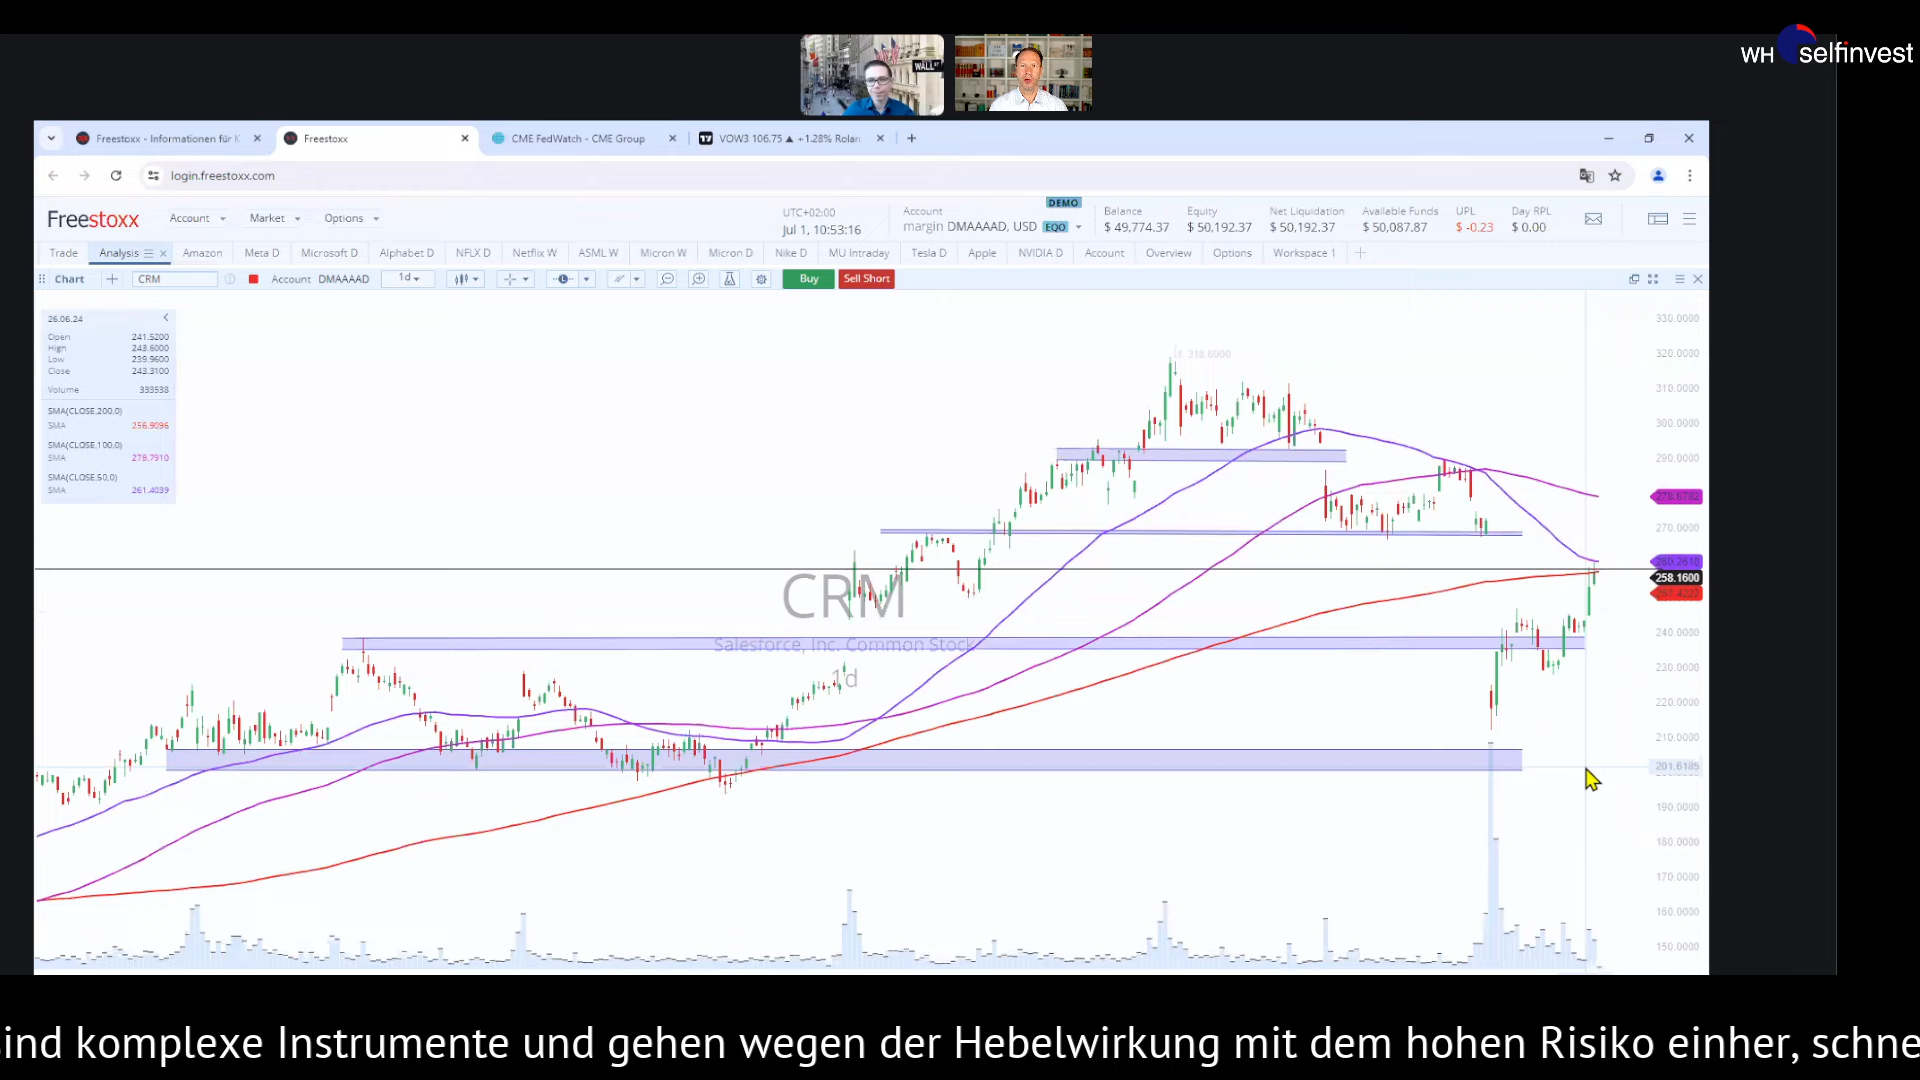 WH selfinvest
WALL
Freestoxx - Informationen für K
Freestoxx
CME FedWatch - CME Group
VOW3 106.75 ▲ +1.28% Rolan
login.freestoxx.com
Freestoxx
Account
Market
Options
UTC+02:00
Jul 1, 10:53:16
DEMO
Account
margin DMAAAAD, USD EQO
Balance
$ 49,774.37
Equity
$ 50,192.37
Net Liquidation
$ 50,192.37
Available Funds
$ 50,087.87
UPL
$ -0.23
Day RPL
$ 0.00
Trade
Analysis
Amazon
Meta D
Microsoft D
Alphabet D
NFLX D
Netflix W
ASML W
Micron W
Micron D
Nike D
MU Intraday
Tesla D
Apple
NVIDIA D
Account
Overview
Options
Workspace 1
Chart
CRM
Account DMAAAAD
1d
Buy
Sell Short
26.06.24
Open 241.5200
High 243.6000
Low 239.9600
Close 243.3100
Volume 333538
SMA(CLOSE,200,0)
SMA 256.9096
SMA(CLOSE,100,0)
SMA 278.7910
SMA(CLOSE,50,0)
SMA 261.4039
CRM
Salesforce, Inc. Common Stock
1d
330.0000
320.0000
310.0000
300.0000
290.0000
270.0000
258.1600
240.0000
230.0000
220.0000
210.0000
201.6185
190.0000
180.0000
170.0000
160.0000
150.0000
sind komplexe Instrumente und gehen wegen der Hebelwirkung mit dem hohen Risiko einher, schne